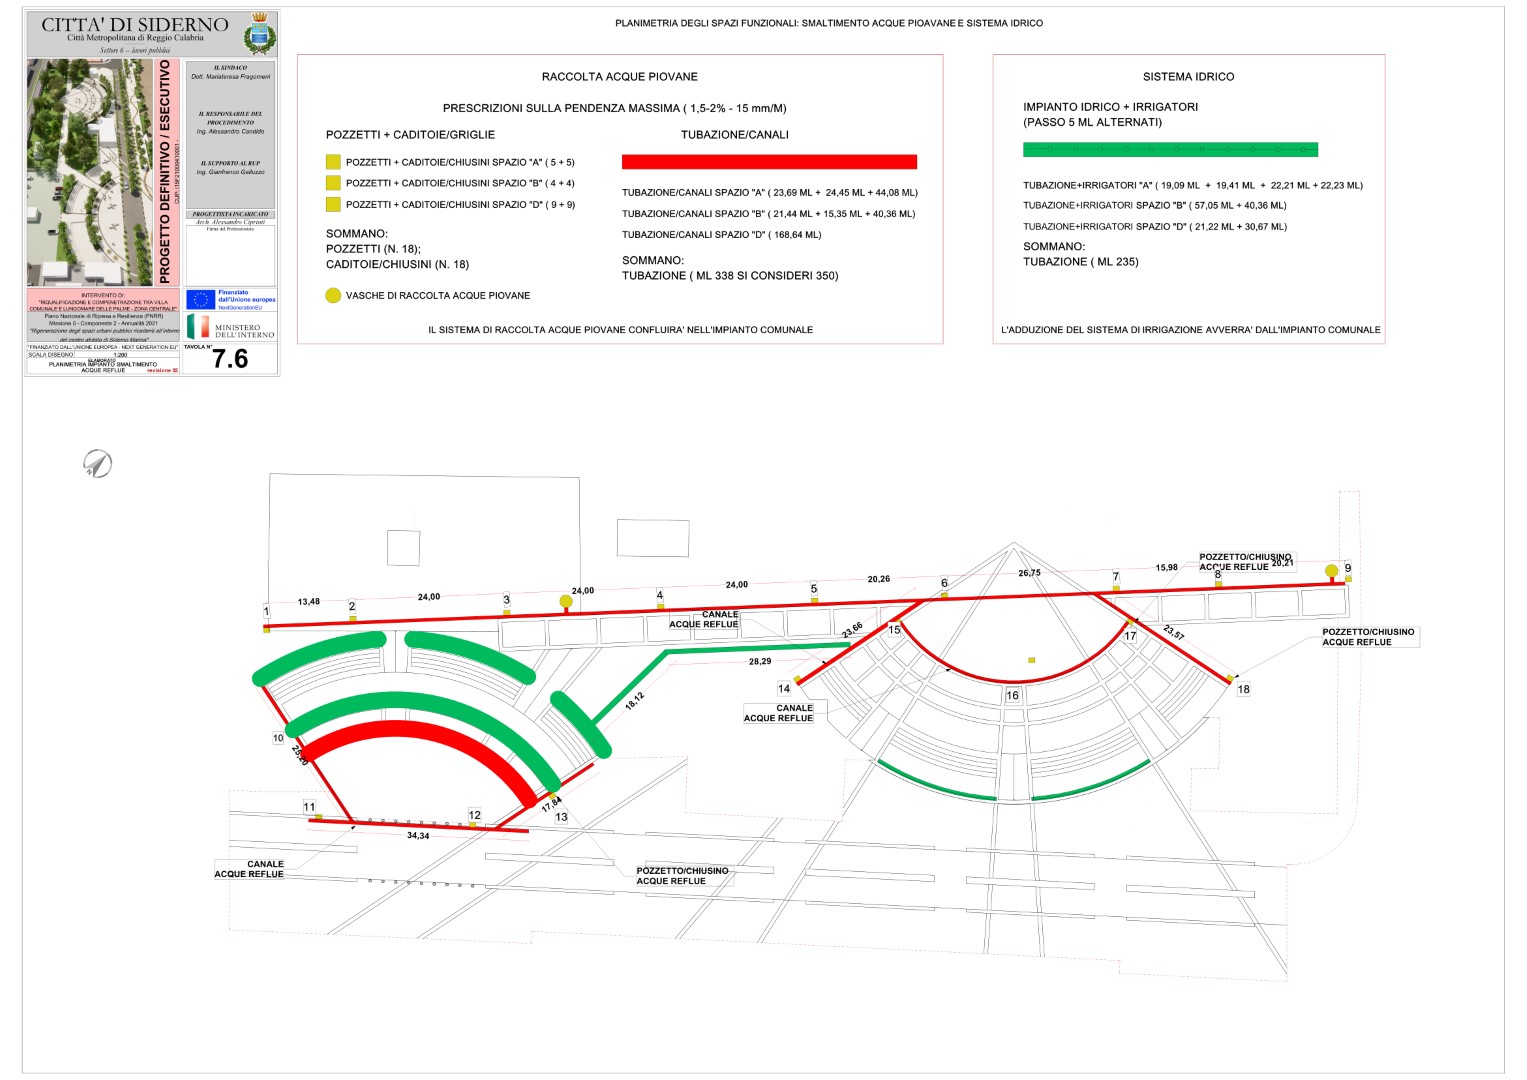 CITTA' DI SIDERNO
Città Metropolitana di Reggio Calabria
Settore 6 – lavori pubblici
PROGETTO DEFINITIVO / ESECUTIVO
IL SINDACO
Dott. Mariateresa Fragomeni
IL RESPONSABILE DEL
PROCEDIMENTO
Ing. Alessandro Candido
IL SUPPORTO AL RUP
Ing. Gianfranco Galluzzo
PROGETTISTA INCARICATO
Arch. Alessandro Cipriott
Firma del Professionista
INTERVENTO DI
"RIQUALIFICAZIONE E COMPENETRAZIONE TRA VILLA
COMUNALE E LUNGOMARE DELLE PALME - ZONA CENTRALE"
Piano Nazionale di Ripresa e Resilienza (PNRR)
Missione 5 - Componente 2 - Annualità 2021
"Rigenerazione degli spazi urbani pubblici ricadenti all'interno
del centro abitato di Siderno Marina"
"FINANZIATO DALL'UNIONE EUROPEA - NEXT GENERATION EU"
SCALA DISEGNO 1:200
ELABORATO
PLANIMETRIA IMPIANTO SMALTIMENTO
ACQUE REFLUE revisione 02
Finanziato
dall'Unione europea
NextGenerationEU
MINISTERO
DELL'INTERNO
TAVOLA N°
7.6
PLANIMETRIA DEGLI SPAZI FUNZIONALI: SMALTIMENTO ACQUE PIOAVANE E SISTEMA IDRICO
RACCOLTA ACQUE PIOVANE
PRESCRIZIONI SULLA PENDENZA MASSIMA ( 1,5-2% - 15 mm/M)
POZZETTI + CADITOIE/GRIGLIE
POZZETTI + CADITOIE/CHIUSINI SPAZIO "A" ( 5 + 5)
POZZETTI + CADITOIE/CHIUSINI SPAZIO "B" ( 4 + 4)
POZZETTI + CADITOIE/CHIUSINI SPAZIO "D" ( 9 + 9)
SOMMANO:
POZZETTI (N. 18);
CADITOIE/CHIUSINI (N. 18)
VASCHE DI RACCOLTA ACQUE PIOVANE
TUBAZIONE/CANALI
TUBAZIONE/CANALI SPAZIO "A" ( 23,69 ML + 24,45 ML + 44,08 ML)
TUBAZIONE/CANALI SPAZIO "B" ( 21,44 ML + 15,35 ML + 40,36 ML)
TUBAZIONE/CANALI SPAZIO "D" ( 168,64 ML)
SOMMANO:
TUBAZIONE ( ML 338 SI CONSIDERI 350)
IL SISTEMA DI RACCOLTA ACQUE PIOVANE CONFLUIRA' NELL'IMPIANTO COMUNALE
SISTEMA IDRICO
IMPIANTO IDRICO + IRRIGATORI
(PASSO 5 ML ALTERNATI)
TUBAZIONE+IRRIGATORI "A" ( 19,09 ML + 19,41 ML + 22,21 ML + 22,23 ML)
TUBAZIONE+IRRIGATORI SPAZIO "B" ( 57,05 ML + 40,36 ML)
TUBAZIONE+IRRIGATORI SPAZIO "D" ( 21,22 ML + 30,67 ML)
SOMMANO:
TUBAZIONE ( ML 235)
L'ADDUZIONE DEL SISTEMA DI IRRIGAZIONE AVVERRA' DALL'IMPIANTO COMUNALE
N
1
13,48
2
24,00
3
24,00
4
24,00
5
20,26
6
26,75
7
15,98
POZZETTO/CHIUSINO
ACQUE REFLUE
8
20,21
9
CANALE
ACQUE REFLUE
23,66
15
17
23,57
POZZETTO/CHIUSINO
ACQUE REFLUE
28,29
14
18
16
18,12
CANALE
ACQUE REFLUE
10
25,20
11
12
17,84
13
34,34
CANALE
ACQUE REFLUE
POZZETTO/CHIUSINO
ACQUE REFLUE